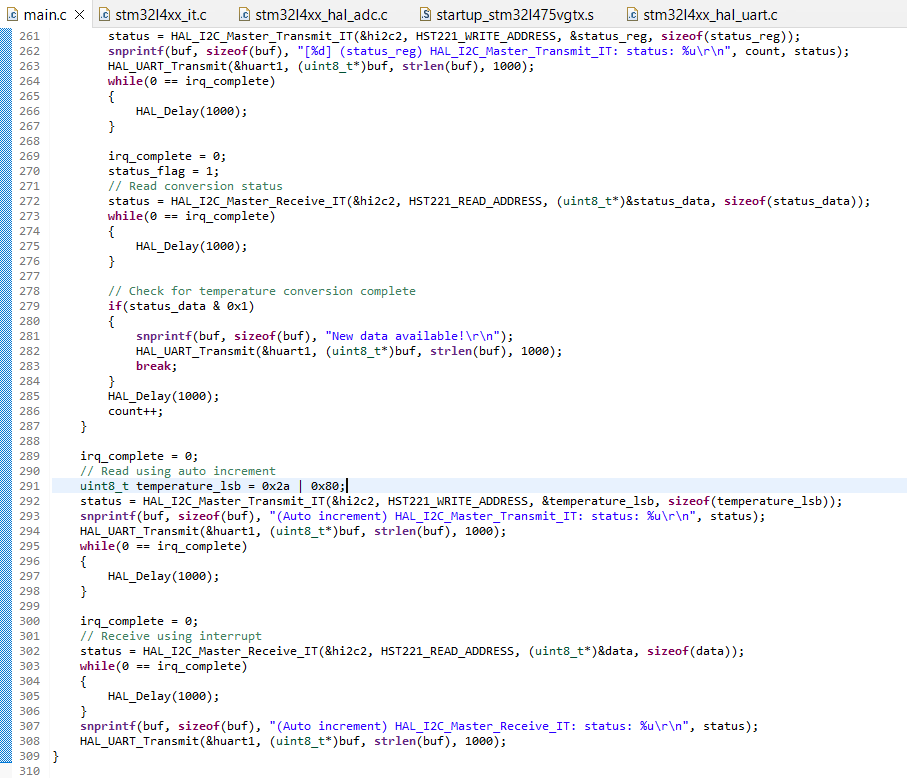 main.c stm32l4xx_it.c stm32l4xx_hal_adc.c startup_stm32l475vgtx.s stm32l4xx_hal_uart.c
261 status = HAL_I2C_Master_Transmit_IT(&hi2c2, HST221_WRITE_ADDRESS, &status_reg, sizeof(status_reg));
262 snprintf(buf, sizeof(buf), "[%d] (status_reg) HAL_I2C_Master_Transmit_IT: status: %u\r\n", count, status);
263 HAL_UART_Transmit(&huart1, (uint8_t*)buf, strlen(buf), 1000);
264 while(0 == irq_complete)
265 {
266 HAL_Delay(1000);
267 }
268
269 irq_complete = 0;
270 status_flag = 1;
271 // Read conversion status
272 status = HAL_I2C_Master_Receive_IT(&hi2c2, HST221_READ_ADDRESS, (uint8_t*)&status_data, sizeof(status_data));
273 while(0 == irq_complete)
274 {
275 HAL_Delay(1000);
276 }
277
278 // Check for temperature conversion complete
279 if(status_data & 0x1)
280 {
281 snprintf(buf, sizeof(buf), "New data available!\r\n");
282 HAL_UART_Transmit(&huart1, (uint8_t*)buf, strlen(buf), 1000);
283 break;
284 }
285 HAL_Delay(1000);
286 count++;
287 }
288
289 irq_complete = 0;
290 // Read using auto increment
291 uint8_t temperature_lsb = 0x2a | 0x80;
292 status = HAL_I2C_Master_Transmit_IT(&hi2c2, HST221_WRITE_ADDRESS, &temperature_lsb, sizeof(temperature_lsb));
293 snprintf(buf, sizeof(buf), "(Auto increment) HAL_I2C_Master_Transmit_IT: status: %u\r\n", status);
294 HAL_UART_Transmit(&huart1, (uint8_t*)buf, strlen(buf), 1000);
295 while(0 == irq_complete)
296 {
297 HAL_Delay(1000);
298 }
299
300 irq_complete = 0;
301 // Receive using interrupt
302 status = HAL_I2C_Master_Receive_IT(&hi2c2, HST221_READ_ADDRESS, (uint8_t*)&data, sizeof(data));
303 while(0 == irq_complete)
304 {
305 HAL_Delay(1000);
306 }
307 snprintf(buf, sizeof(buf), "(Auto increment) HAL_I2C_Master_Receive_IT: status: %u\r\n", status);
308 HAL_UART_Transmit(&huart1, (uint8_t*)buf, strlen(buf), 1000);
309 }
310